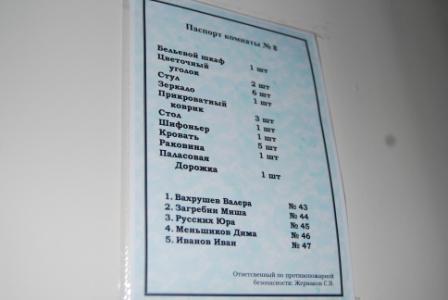 Паспорт комнаты № 8
Бельевой шкаф 1 шт
Цветочный
уголок 2 шт
Стул 6 шт
Зеркало 1 шт
Прикроватный
коврик 3 шт
Стол 1 шт
Шифоньер 1 шт
Кровать 5 шт
Раковина 1 шт
Паласовая
Дорожка 1 шт
1. Вахрушев Валера № 43
2. Загребин Миша № 44
3. Русских Юра № 45
4. Меньшиков Дима № 46
5. Иванов Иван № 47
Ответсвенный по противопожарной
безопасности: Жернаков С.В.